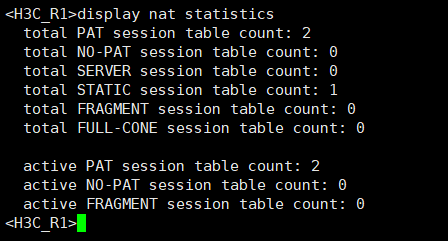 <H3C_R1>display nat statistics
  total PAT session table count: 2
  total NO-PAT session table count: 0
  total SERVER session table count: 0
  total STATIC session table count: 1
  total FRAGMENT session table count: 0
  total FULL-CONE session table count: 0

  active PAT session table count: 2
  active NO-PAT session table count: 0
  active FRAGMENT session table count: 0
<H3C_R1>